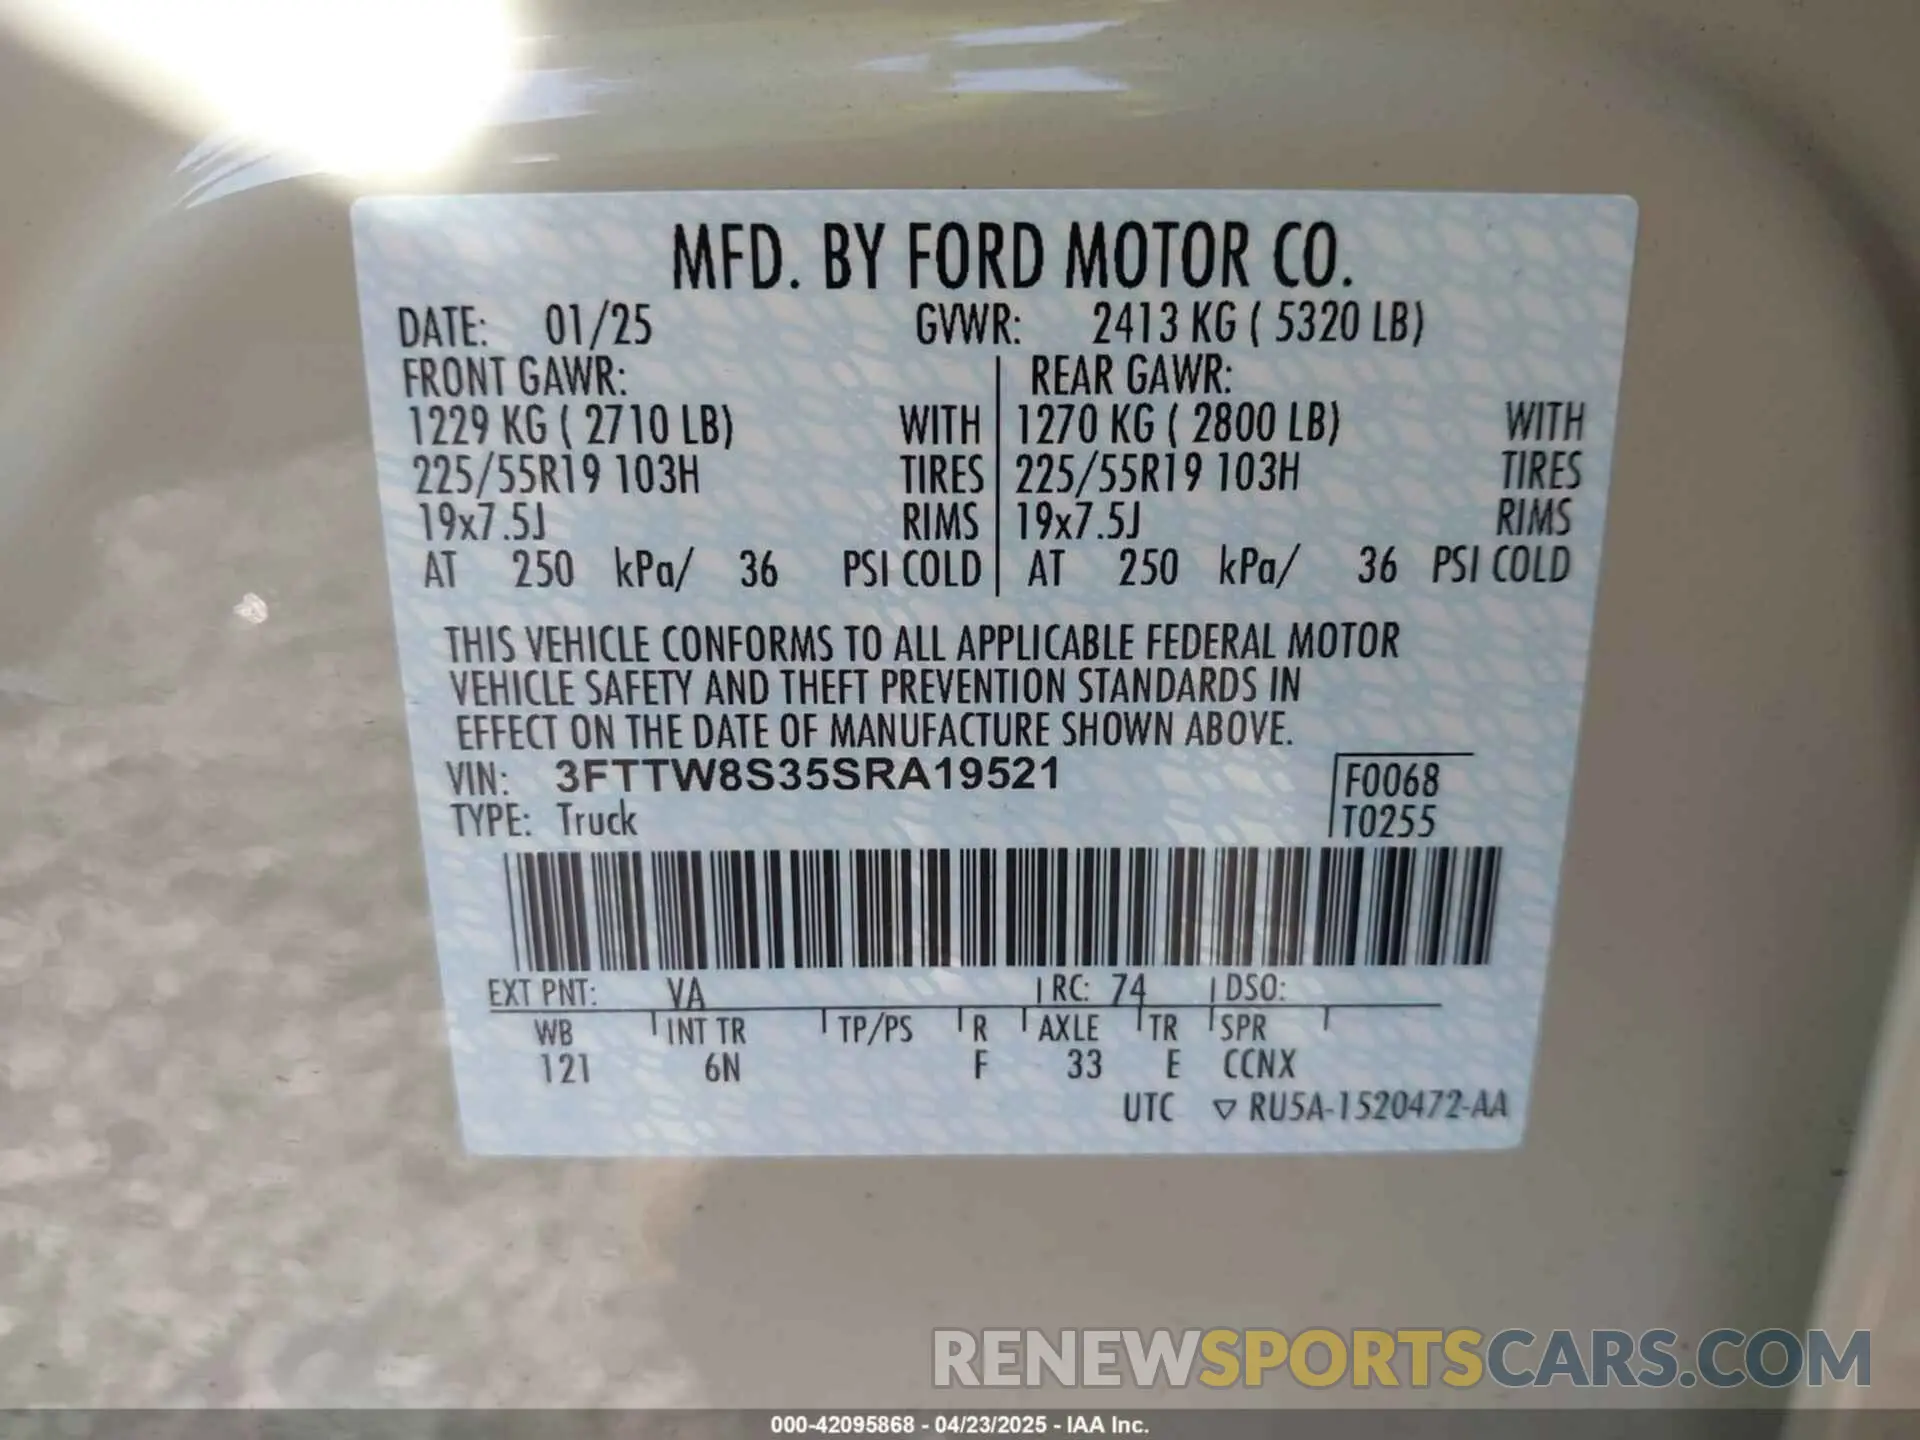 MFD. BY FORD MOTOR CO.
DATE: 01/25 GVWR: 2413 KG ( 5320 LB)
FRONT GAWR: REAR GAWR:
1229 KG ( 2710 LB) WITH 1270 KG ( 2800 LB) WITH
225/55R19 103H TIRES 225/55R19 103H TIRES
19x7.5J RIMS 19x7.5J RIMS
AT 250 kPa/ 36 PSI COLD AT 250 kPa/ 36 PSI COLD
THIS VEHICLE CONFORMS TO ALL APPLICABLE FEDERAL MOTOR
VEHICLE SAFETY AND THEFT PREVENTION STANDARDS IN
EFFECT ON THE DATE OF MANUFACTURE SHOWN ABOVE.
VIN: 3FTTW8S35SRA19521 F0068
TYPE: Truck T0255
EXT PNT: VA RC: 74 DSO:
WB INT TR TP/PS R AXLE TR SPR
121 6N F 33 E CCNX
UTC ▽ RU5A-1520472-AA
RENEWSPORTSCARS.COM
000-42095868 - 04/23/2025 - IAA Inc.